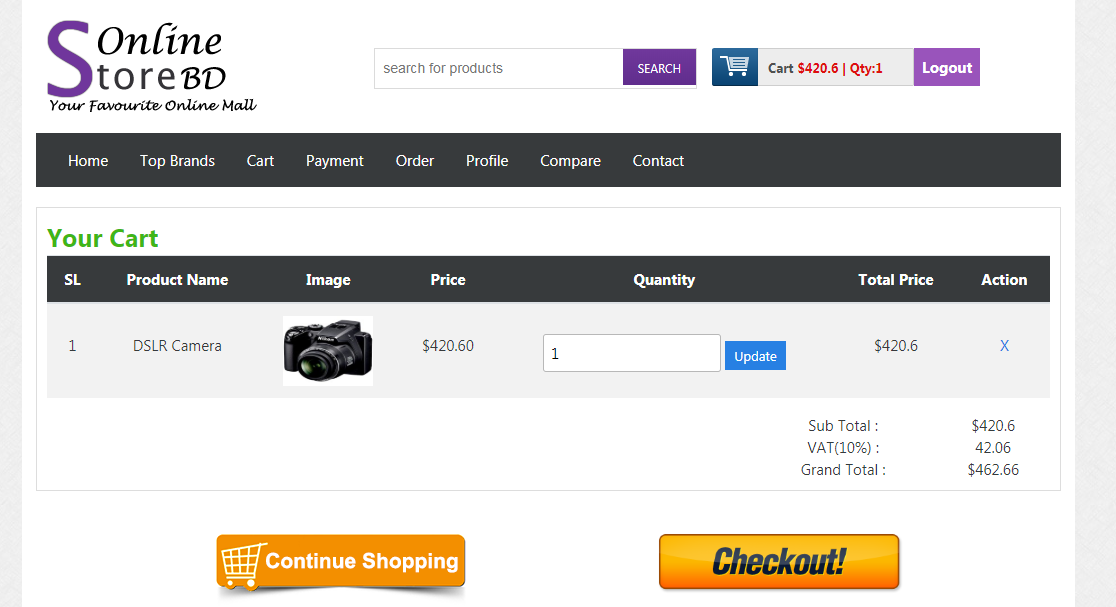 Online
StoreBD
Your Favourite Online Mall
search for products
SEARCH
Cart $420.6 | Qty:1
Logout
Home Top Brands Cart Payment Order Profile Compare Contact
Your Cart
SL Product Name Image Price Quantity Total Price Action
1 DSLR Camera $420.60 1 Update $420.6 X
Sub Total : $420.6
VAT(10%) : 42.06
Grand Total : $462.66
Continue Shopping
Checkout!